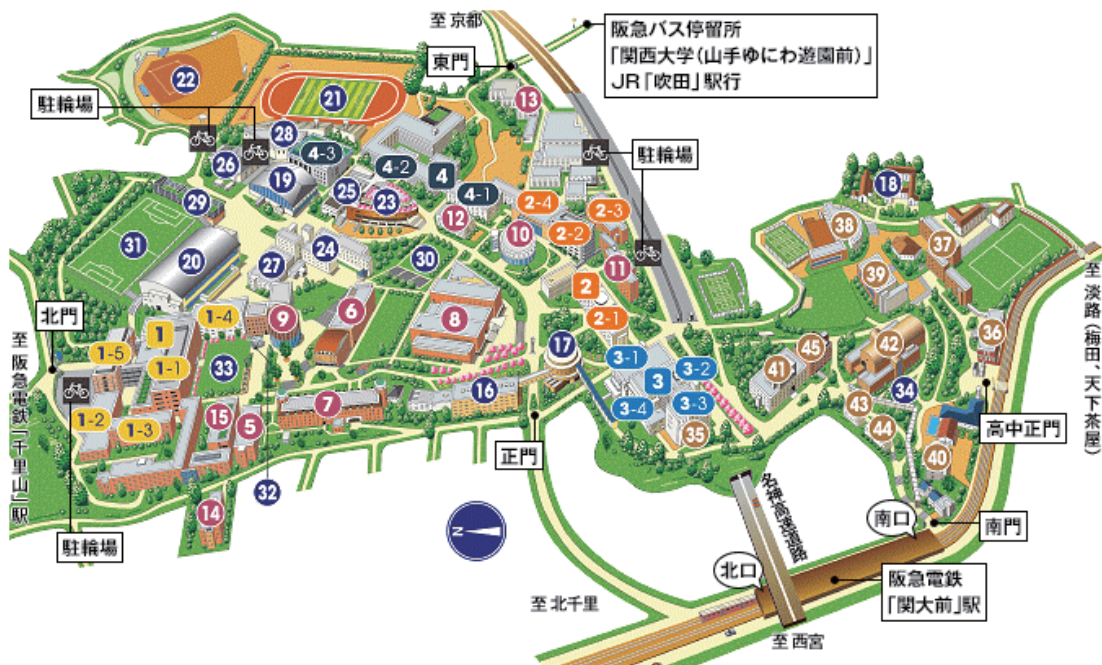 至 京都
阪急バス停留所
「関西大学(山手ゆにわ遊園前)」
JR「吹田」駅行
東門
駐輪場
駐輪場
22
21
13
28
26
4-3
4-2
4
4-1
19
25
23
29
12
10
2-4
2-3
2-2
11
18
38
37
39
31
20
27
24
30
2
2-1
北門
1-4
9
6
8
17
3-1
3-2
3
3-4
3-3
35
1-5
1
1-1
33
16
45
41
42
36
34
43
44
40
1-2
1-3
15
5
7
32
14
正門
高中正門
至 淡路(梅田、天下茶屋)
至 阪急電鉄「千里山」駅
駐輪場
N
名神高速道路
南口
南門
北口
阪急電鉄
「関大前」駅
至 北千里
至 西宮